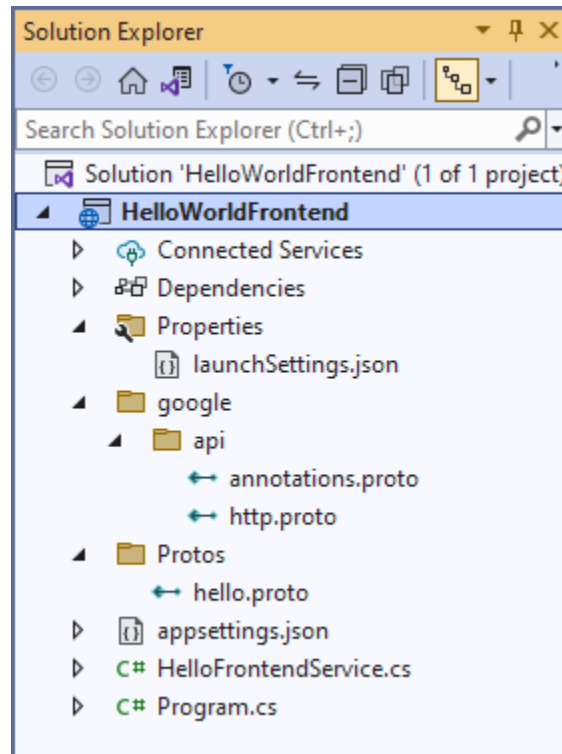 Solution Explorer
Search Solution Explorer (Ctrl+;)
Solution 'HelloWorldFrontend' (1 of 1 project)
HelloWorldFrontend
Connected Services
Dependencies
Properties
launchSettings.json
google
api
annotations.proto
http.proto
Protos
hello.proto
appsettings.json
C# HelloFrontendService.cs
C# Program.cs